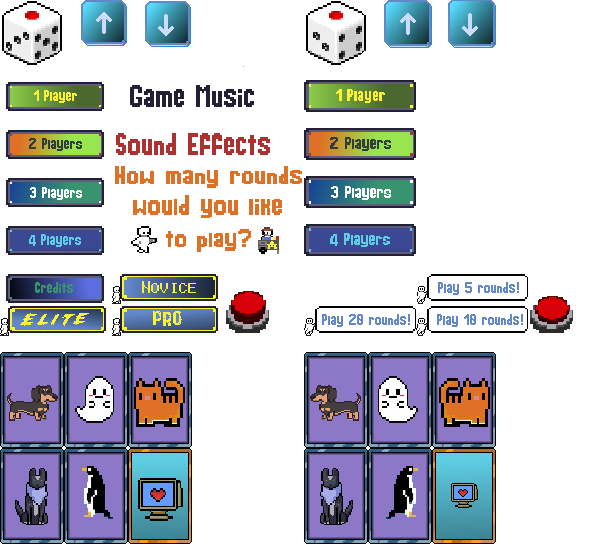 1 Player
Game Music
1 Player
2 Players
Sound Effects
2 Players
How many rounds
3 Players
would you like
3 Players
4 Players
to play?
4 Players
Credits
NOVICE
Play 5 rounds!
ELITE
PRO
Play 20 rounds!
Play 10 rounds!